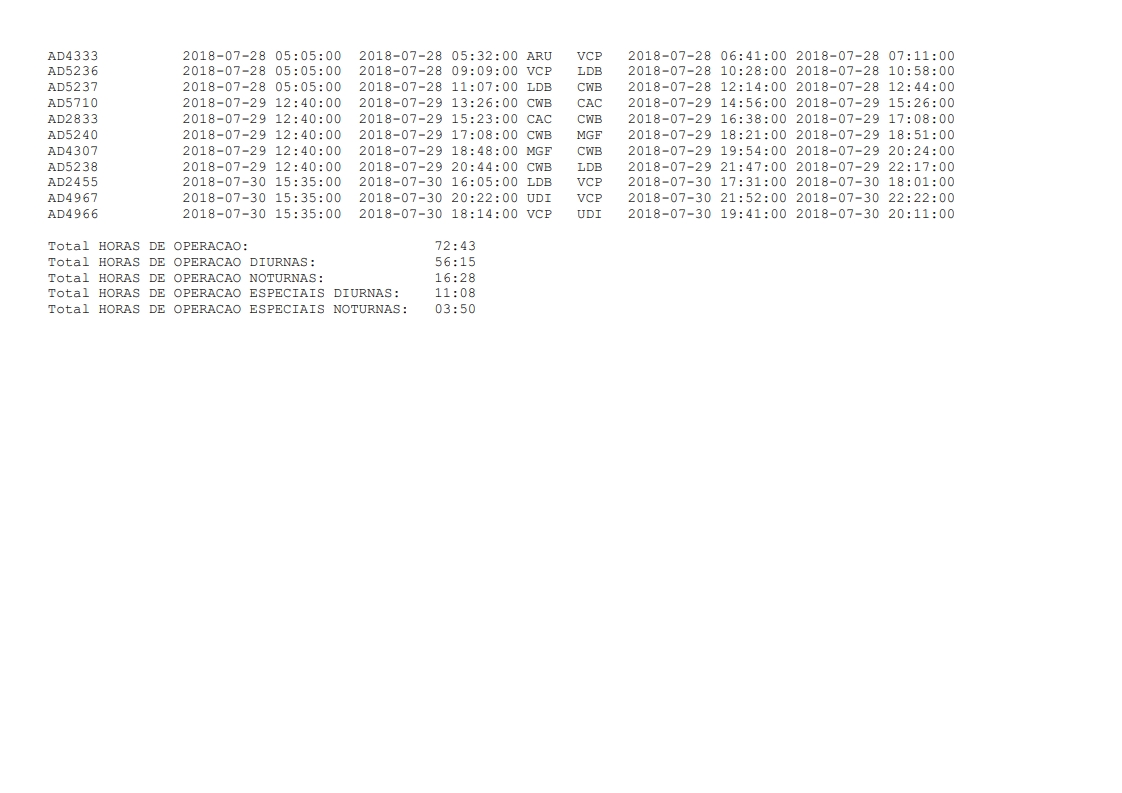 AD4333 2018-07-28 05:05:00 2018-07-28 05:32:00 ARU VCP 2018-07-28 06:41:00 2018-07-28 07:11:00
AD5236 2018-07-28 05:05:00 2018-07-28 09:09:00 VCP LDB 2018-07-28 10:28:00 2018-07-28 10:58:00
AD5237 2018-07-28 05:05:00 2018-07-28 11:07:00 LDB CWB 2018-07-28 12:14:00 2018-07-28 12:44:00
AD5710 2018-07-29 12:40:00 2018-07-29 13:26:00 CWB CAC 2018-07-29 14:56:00 2018-07-29 15:26:00
AD2833 2018-07-29 12:40:00 2018-07-29 15:23:00 CAC CWB 2018-07-29 16:38:00 2018-07-29 17:08:00
AD5240 2018-07-29 12:40:00 2018-07-29 17:08:00 CWB MGF 2018-07-29 18:21:00 2018-07-29 18:51:00
AD4307 2018-07-29 12:40:00 2018-07-29 18:48:00 MGF CWB 2018-07-29 19:54:00 2018-07-29 20:24:00
AD5238 2018-07-29 12:40:00 2018-07-29 20:44:00 CWB LDB 2018-07-29 21:47:00 2018-07-29 22:17:00
AD2455 2018-07-30 15:35:00 2018-07-30 16:05:00 LDB VCP 2018-07-30 17:31:00 2018-07-30 18:01:00
AD4967 2018-07-30 15:35:00 2018-07-30 20:22:00 UDI VCP 2018-07-30 21:52:00 2018-07-30 22:22:00
AD4966 2018-07-30 15:35:00 2018-07-30 18:14:00 VCP UDI 2018-07-30 19:41:00 2018-07-30 20:11:00
Total HORAS DE OPERACAO: 72:43
Total HORAS DE OPERACAO DIURNAS: 56:15
Total HORAS DE OPERACAO NOTURNAS: 16:28
Total HORAS DE OPERACAO ESPECIAIS DIURNAS: 11:08
Total HORAS DE OPERACAO ESPECIAIS NOTURNAS: 03:50